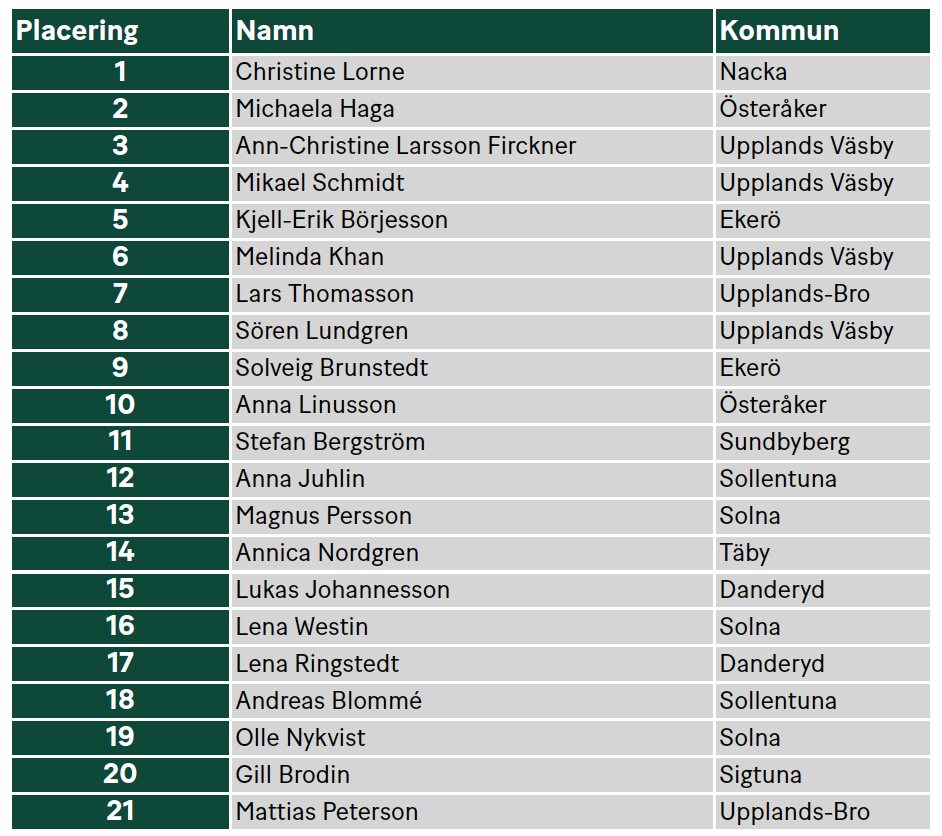 Placering Namn Kommun
1 Christine Lorne Nacka
2 Michaela Haga Österåker
3 Ann-Christine Larsson Firckner Upplands Väsby
4 Mikael Schmidt Upplands Väsby
5 Kjell-Erik Börjesson Ekerö
6 Melinda Khan Upplands Väsby
7 Lars Thomasson Upplands-Bro
8 Sören Lundgren Upplands Väsby
9 Solveig Brunstedt Ekerö
10 Anna Linusson Österåker
11 Stefan Bergström Sundbyberg
12 Anna Juhlin Sollentuna
13 Magnus Persson Solna
14 Annica Nordgren Täby
15 Lukas Johannesson Danderyd
16 Lena Westin Solna
17 Lena Ringstedt Danderyd
18 Andreas Blommé Sollentuna
19 Olle Nykvist Solna
20 Gill Brodin Sigtuna
21 Mattias Peterson Upplands-Bro